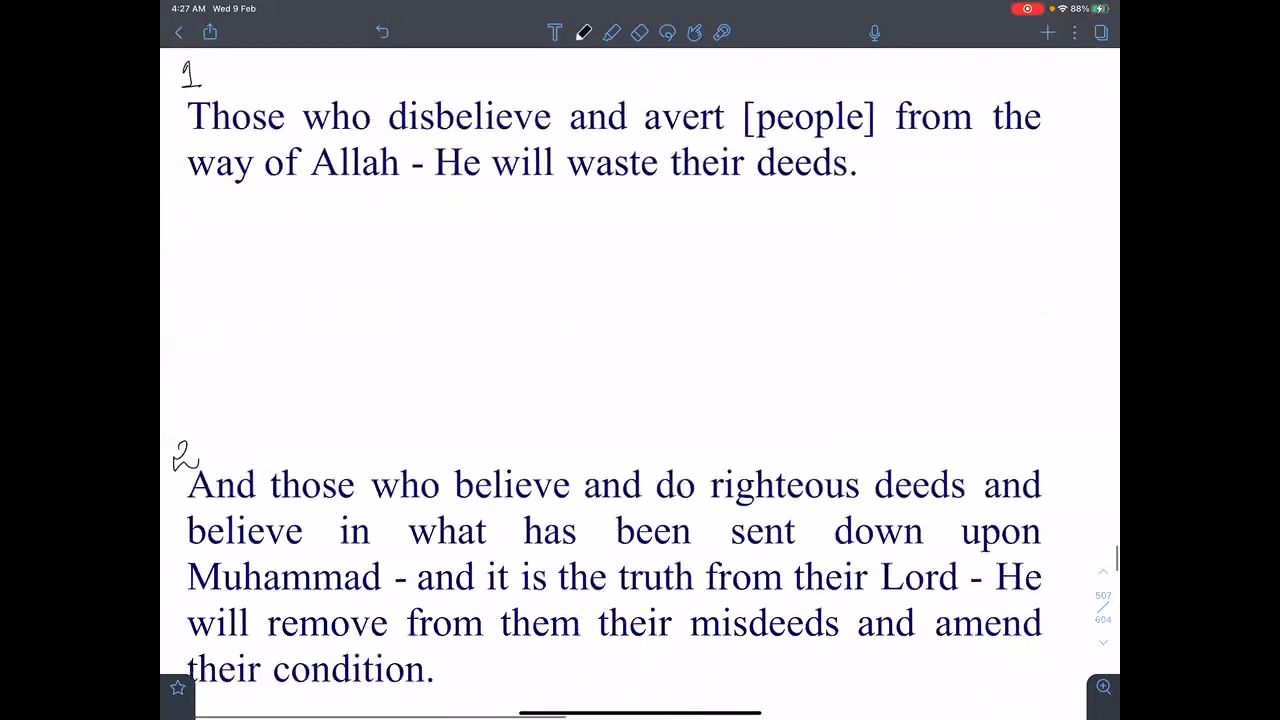 4:27 AM Wed 9 Feb
88%
1
Those who disbelieve and avert [people] from the
way of Allah - He will waste their deeds.
2
And those who believe and do righteous deeds and
believe in what has been sent down upon
Muhammad - and it is the truth from their Lord - He
will remove from them their misdeeds and amend
their condition.
507
604